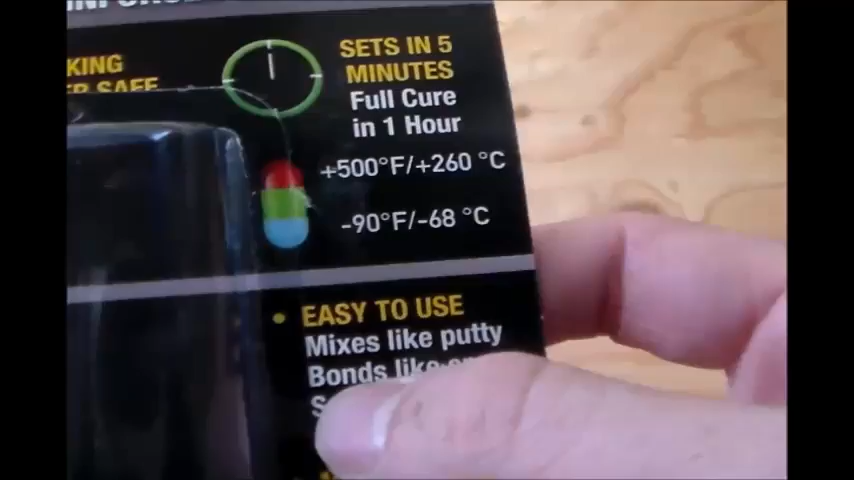 KING
SAFE
SETS IN 5
MINUTES
Full Cure
in 1 Hour
+500°F/+260 °C
-90°F/-68 °C
• EASY TO USE
Mixes like putty
Bonds like